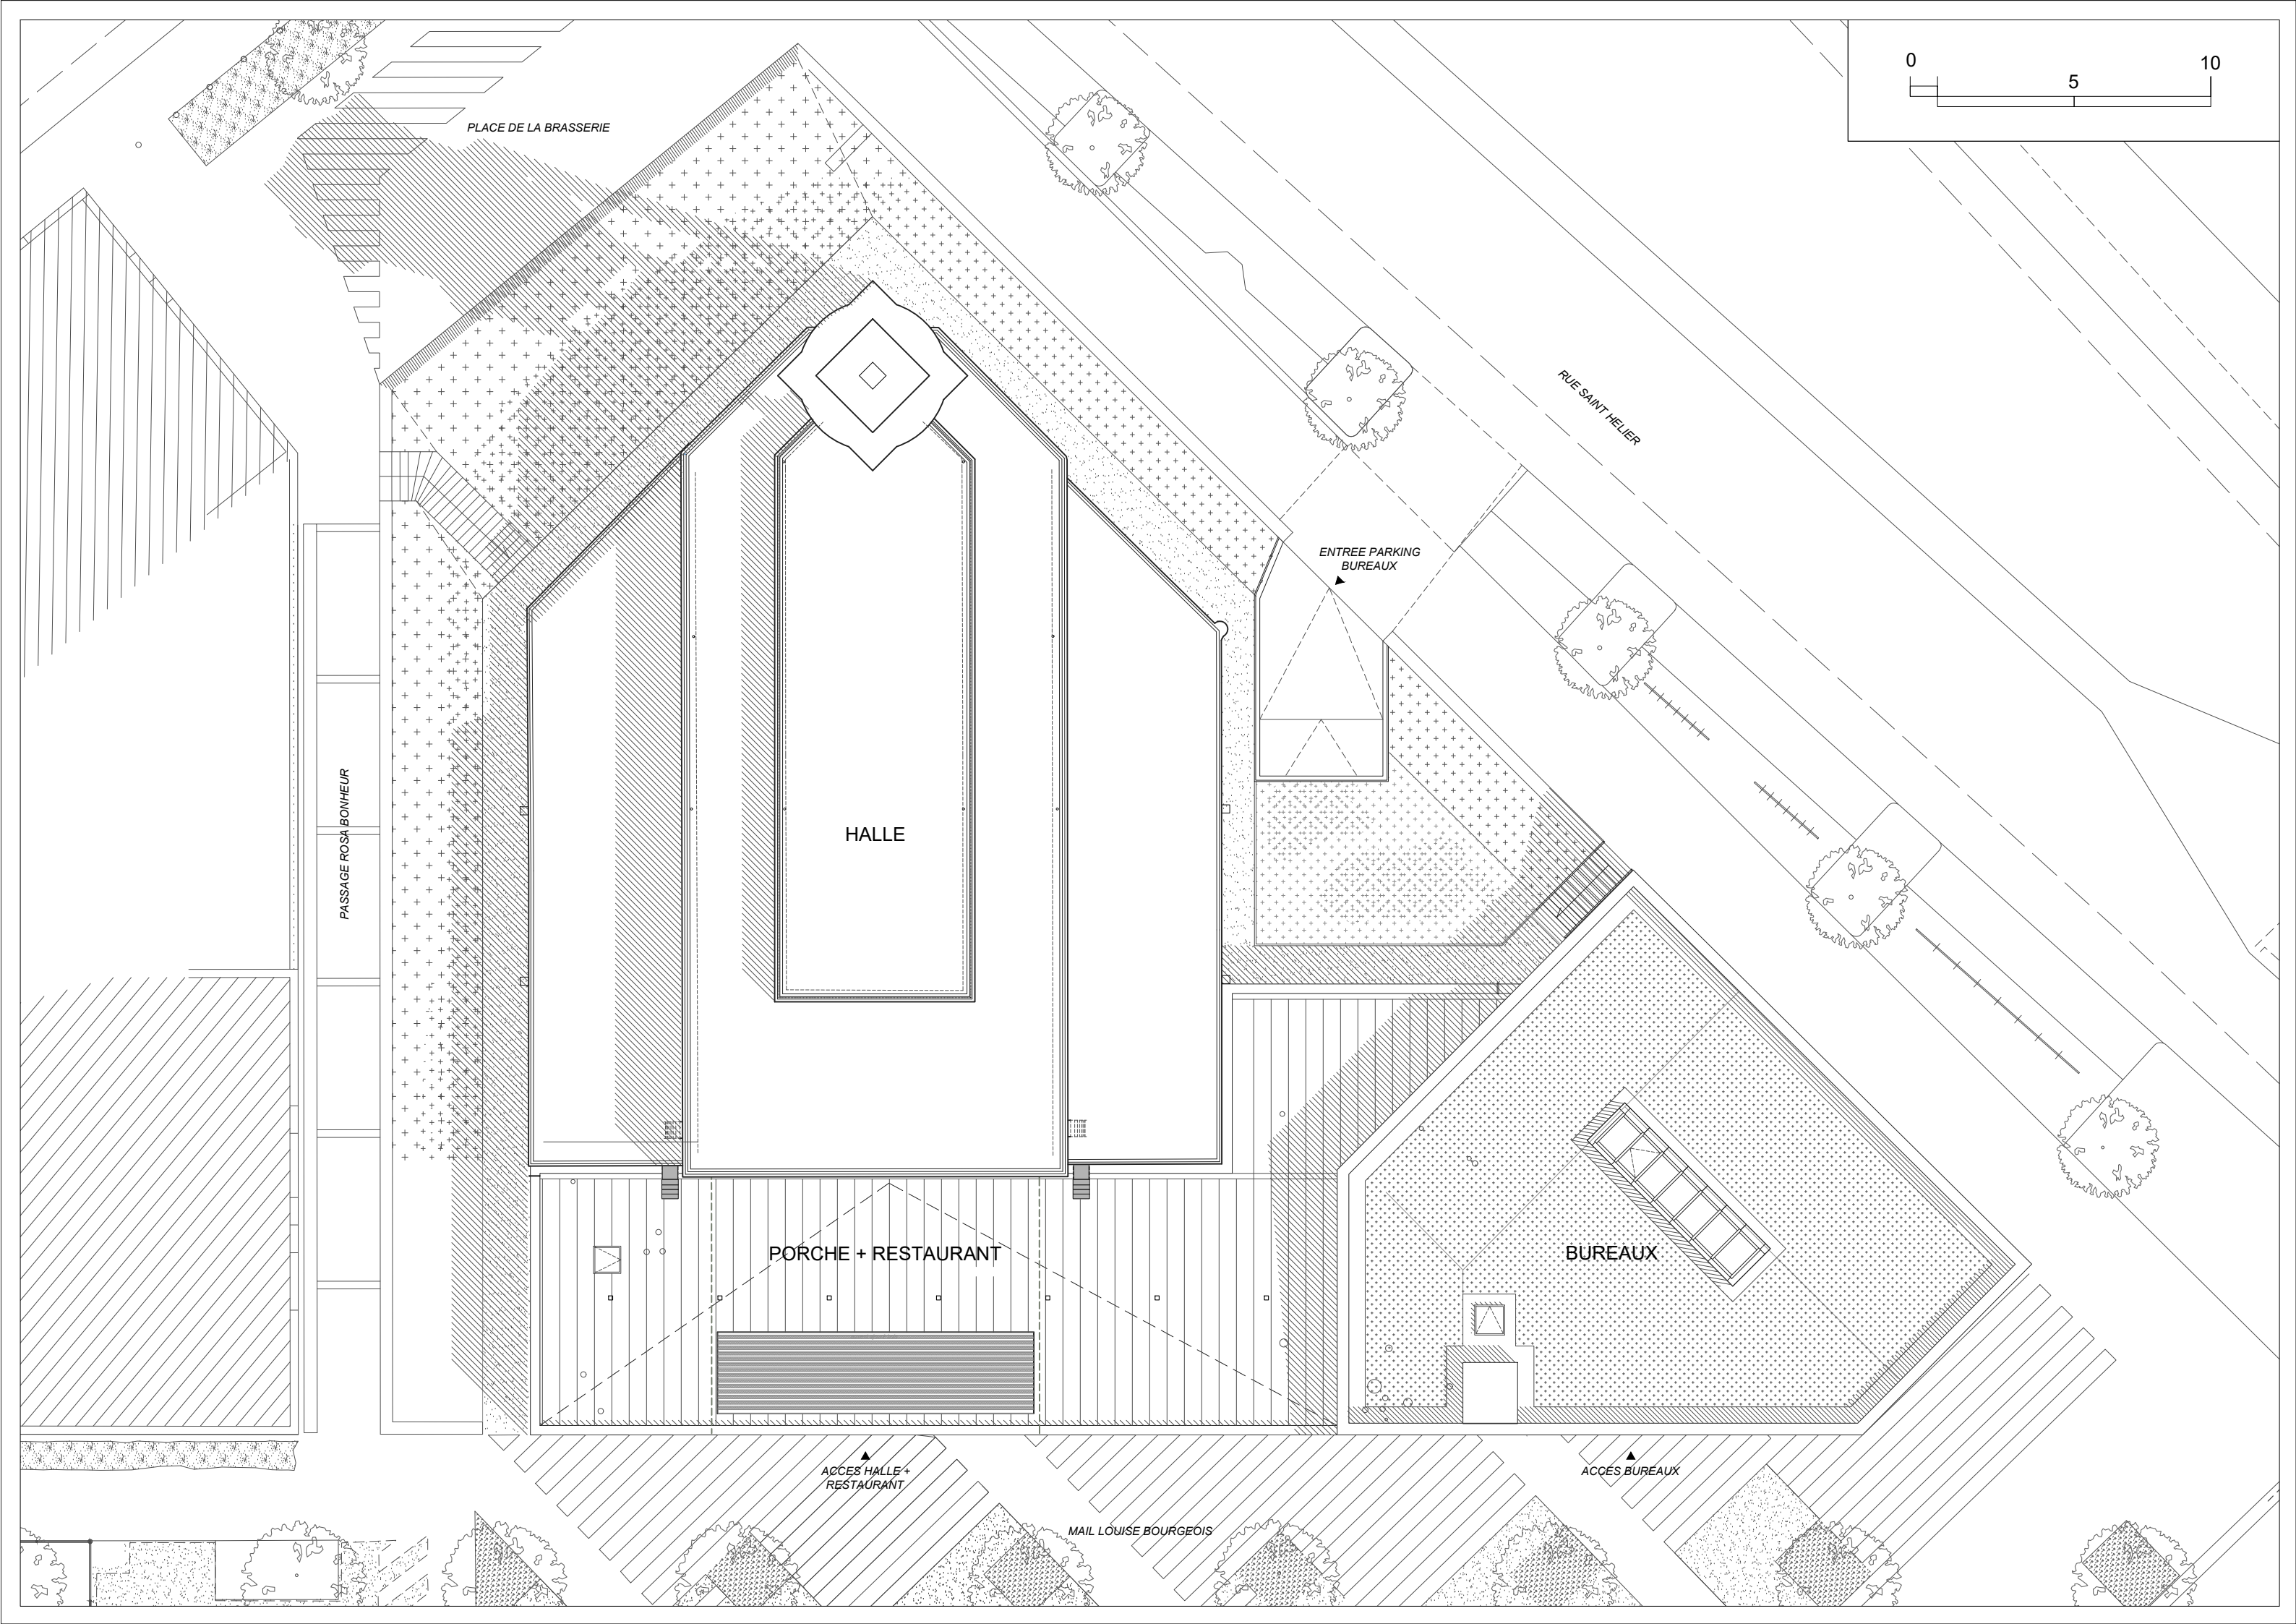 0
10
5
PLACE DE LA BRASSERIE
RUE SAINT HELIER
ENTREE PARKING
BUREAUX
PASSAGE ROSA BONHEUR
HALLE
PORCHE + RESTAURANT
BUREAUX
ACCES HALLE +
RESTAURANT
ACCES BUREAUX
MAIL LOUISE BOURGEOIS